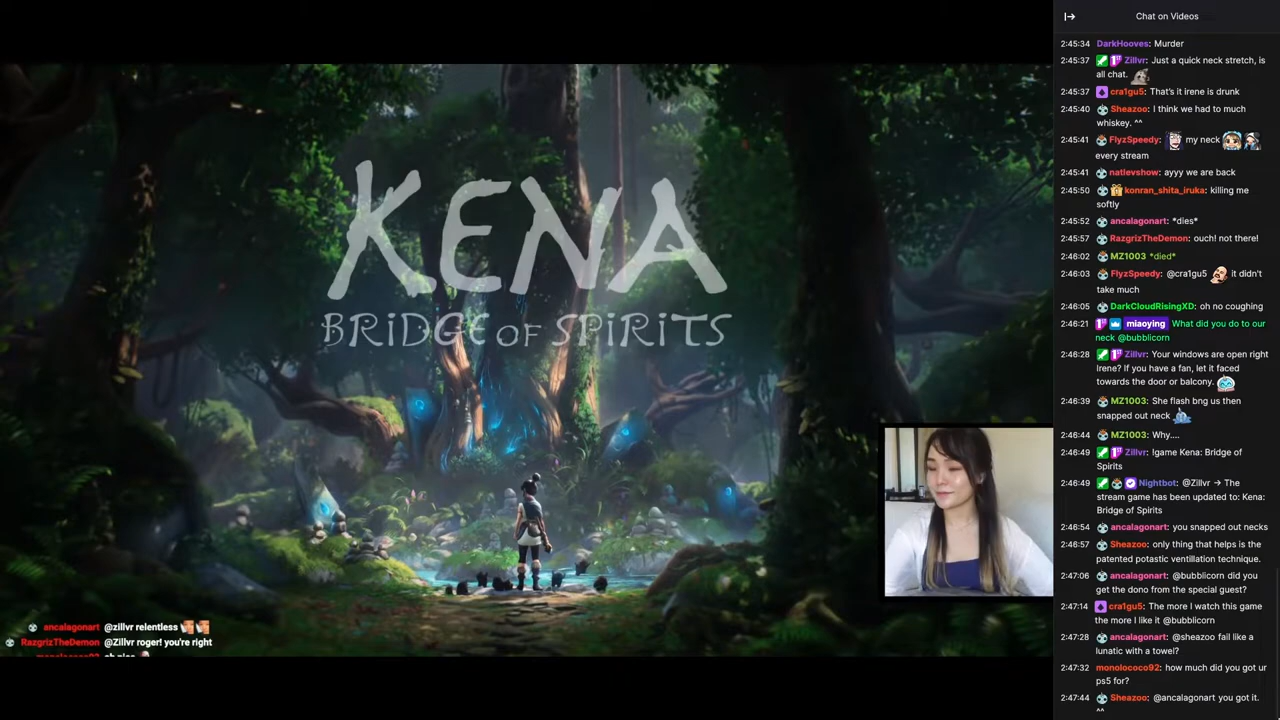 Chat on Videos
KENA
BRIDGE OF SPIRITS
2:45:34 DarkHooves: Murder
2:45:37 Zillvr: Just a quick neck stretch, is
all chat.
2:45:37 cra1gu5: That's it irene is drunk
2:45:40 Sheazoo: I think we had to much
whiskey. ^^
2:45:41 FlyzSpeedy: my neck
every stream
2:45:41 natlevshow: ayyy we are back
2:45:50 konran_shita_iruka: killing me
softly
2:45:52 ancalagonart: *dies*
2:45:57 RazgrizTheDemon: ouch! not there!
2:46:02 MZ1003 *died*
2:46:03 FlyzSpeedy: @cra1gu5 it didn't
take much
2:46:05 DarkCloudRisingXD: oh no coughing
2:46:21 miaoying What did you do to our
neck @bubblicorn
2:46:28 Zillvr: Your windows are open right
Irene? If you have a fan, let it faced
towards the door or balcony.
2:46:39 MZ1003: She flash bng us then
snapped out neck
2:46:44 MZ1003: Why....
2:46:49 Zillvr: !game Kena: Bridge of
Spirits
2:46:49 Nightbot: @Zillvr → The
stream game has been updated to: Kena:
Bridge of Spirits
2:46:54 ancalagonart: you snapped out necks
2:46:57 Sheazoo: only thing that helps is the
patented potastic ventillation technique.
2:47:06 ancalagonart: @bubblicorn did you
get the dono from the special guest?
2:47:14 cra1gu5: The more I watch this game
the more I like it @bubblicorn
2:47:28 ancalagonart: @sheazoo fail like a
lunatic with a towel?
2:47:32 monolococo92: how much did you got ur
ps5 for?
2:47:44 Sheazoo: @ancalagonart you got it.
^^
ancalagonart @zillvr relentless
RazgrizTheDemon @Zillvr roger! you're right